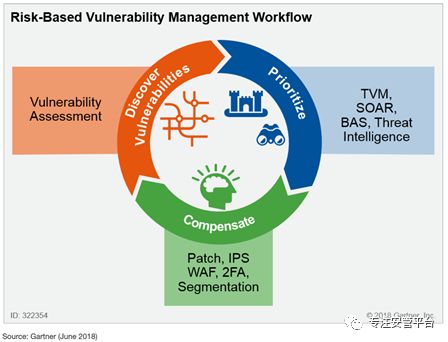 Risk-Based Vulnerability Management Workflow
Discover
Vulnerabilities
Prioritize
Compensate
Vulnerability
Assessment
TVM,
SOAR,
BAS, Threat
Intelligence
Patch, IPS
WAF, 2FA,
Segmentation
ID: 322354
© 2018 Gartner, Inc.
专注安管平台
Source: Gartner (June 2018)